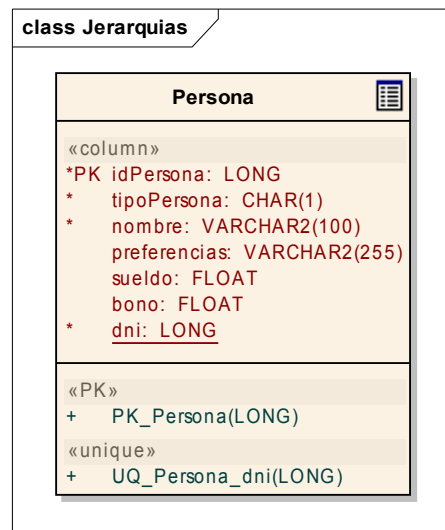 class Jerarquias
Persona
«column»
*PK idPersona: LONG
* tipoPersona: CHAR(1)
* nombre: VARCHAR2(100)
preferencias: VARCHAR2(255)
sueldo: FLOAT
bono: FLOAT
* dni: LONG
«PK»
+ PK_Persona(LONG)
«unique»
+ UQ_Persona_dni(LONG)